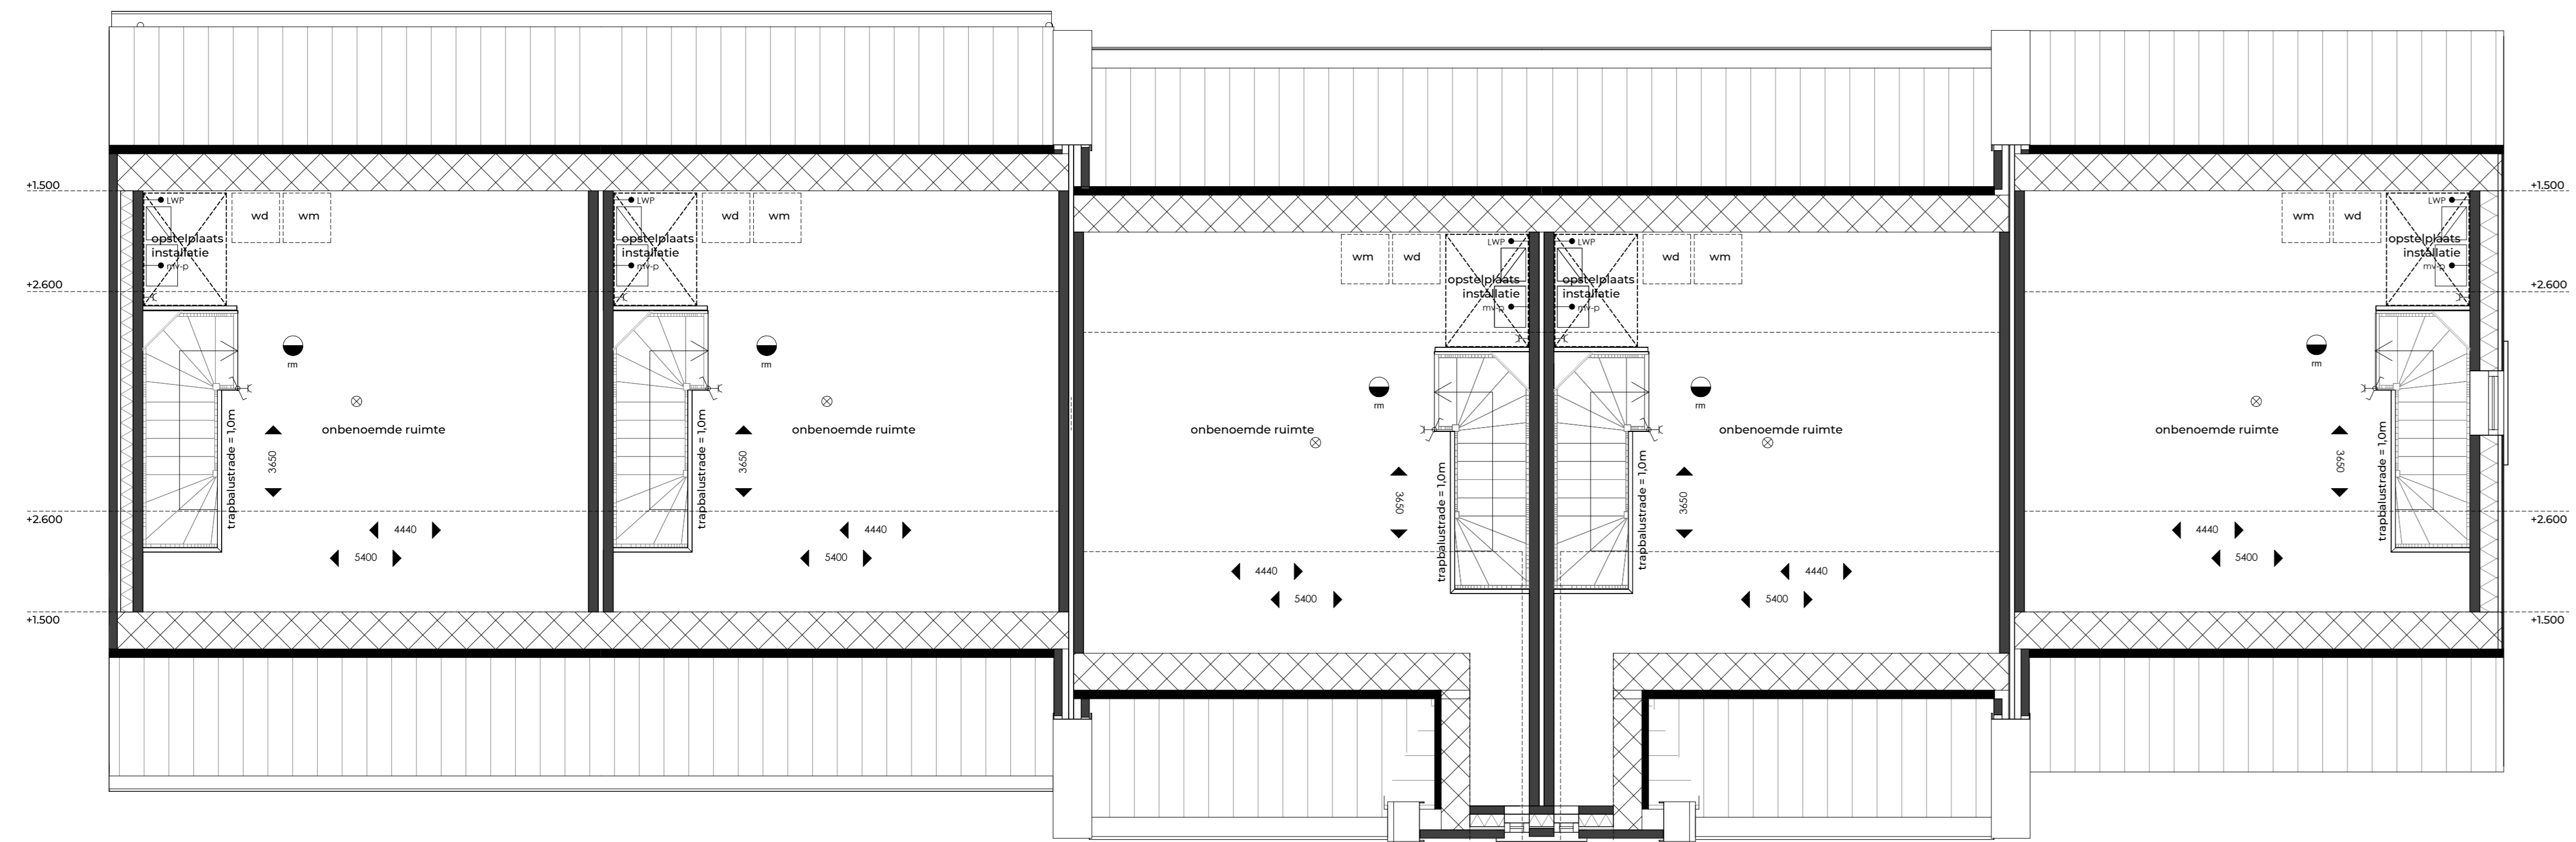 +1.500
LWP
wd
wm
opstelplaats
installatie
mv-p
+2.600
rm
onbenoemde ruimte
trapbalustrade = 1,0m
3650
+2.600
4440
5400
+1.500
LWP
wd
wm
opstelplaats
installatie
mv-p
rm
onbenoemde ruimte
trapbalustrade = 1,0m
3650
4440
5400
wm
wd
LWP
opstelplaats
installatie
mv-p
rm
onbenoemde ruimte
trapbalustrade = 1,0m
3650
4440
5400
LWP
wd
wm
opstelplaats
installatie
mv-p
rm
onbenoemde ruimte
trapbalustrade = 1,0m
3650
4440
5400
wm
wd
LWP
opstelplaats
installatie
mv-p
rm
onbenoemde ruimte
trapbalustrade = 1,0m
3650
4440
5400
+1.500
+2.600
+2.600
+1.500